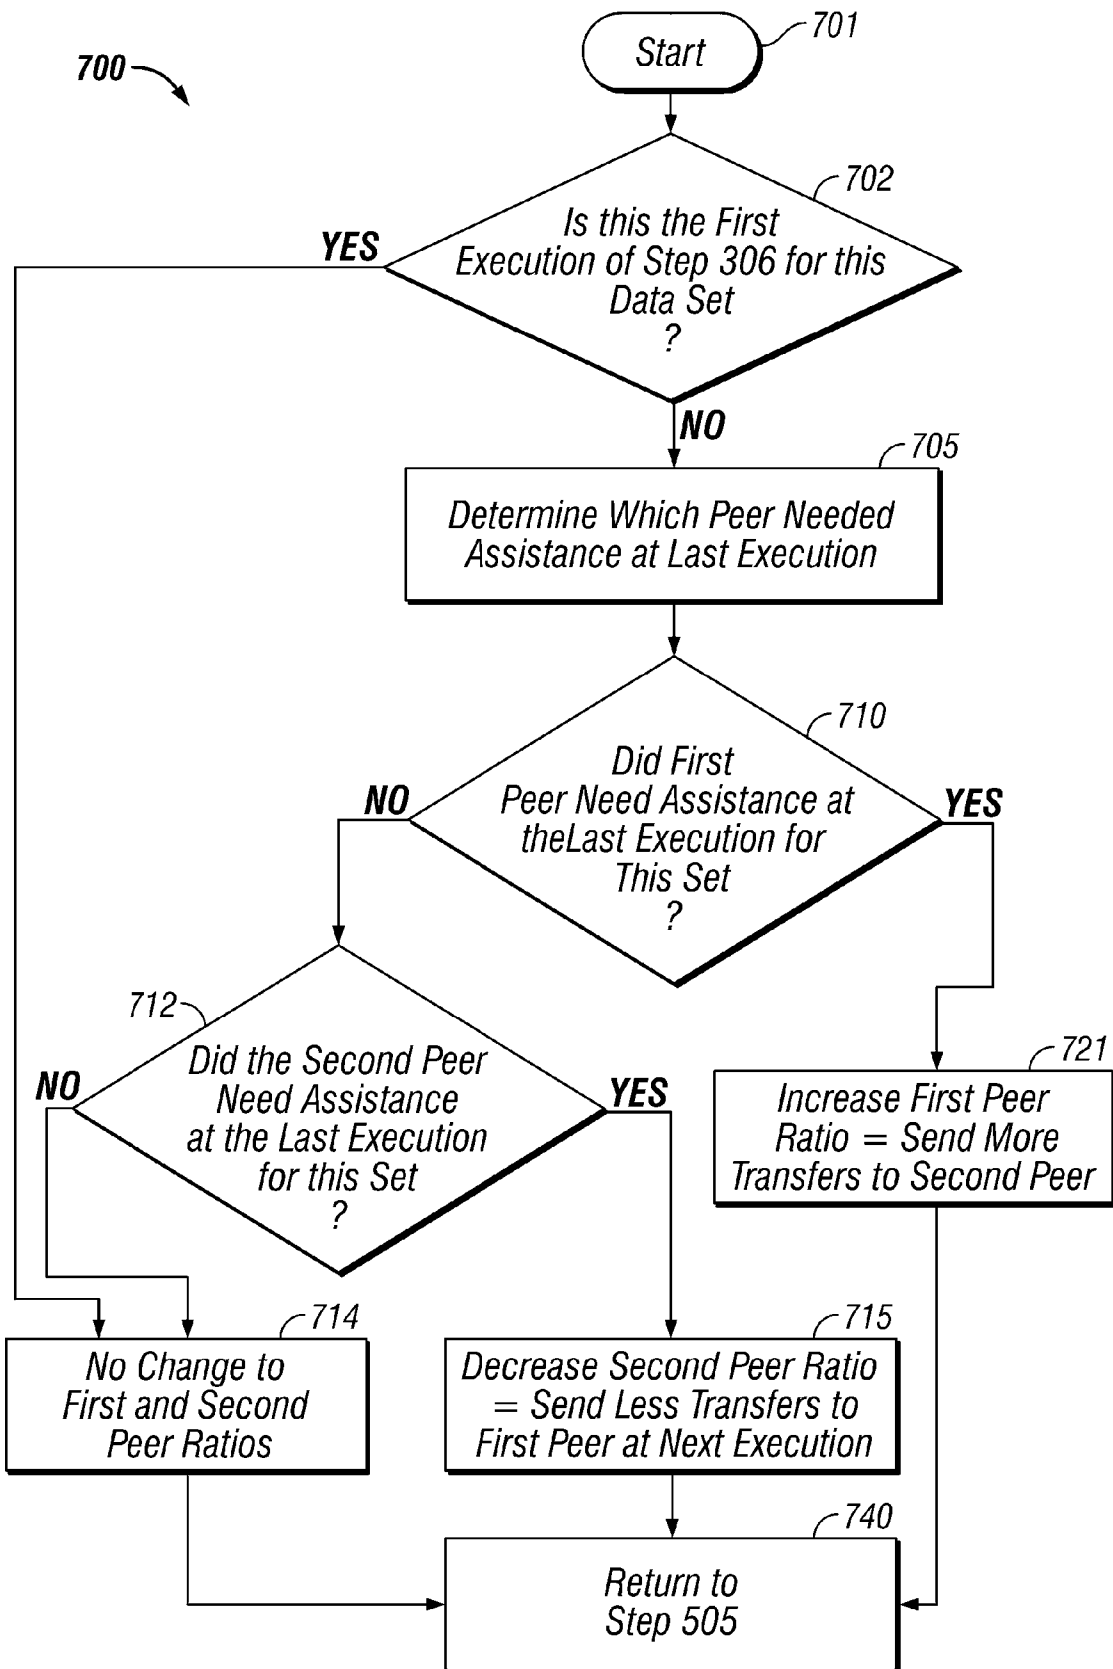 700
Start
701
702
Is this the First
Execution of Step 306 for this
Data Set
?
YES
NO
705
Determine Which Peer Needed
Assistance at Last Execution
710
Did First
Peer Need Assistance at
theLast Execution for
This Set
?
NO
YES
712
Did the Second Peer
Need Assistance
at the Last Execution
for this Set
?
NO
YES
721
Increase First Peer
Ratio = Send More
Transfers to Second Peer
714
No Change to
First and Second
Peer Ratios
715
Decrease Second Peer Ratio
= Send Less Transfers to
First Peer at Next Execution
740
Return to
Step 505